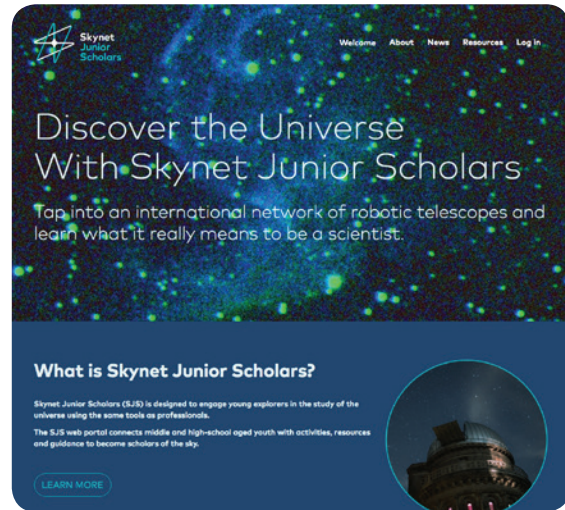 Skynet
Junior
Scholars
Welcome About News Resources Log in
Discover the Universe
With Skynet Junior Scholars
Tap into an international network of robotic telescopes and
learn what it really means to be a scientist.
What is Skynet Junior Scholars?
Skynet Junior Scholars (SJS) is designed to engage young explorers in the study of the
universe using the same tools as professionals.
The SJS web portal connects middle and high-school aged youth with activities, resources
and guidance to become scholars of the sky.
LEARN MORE